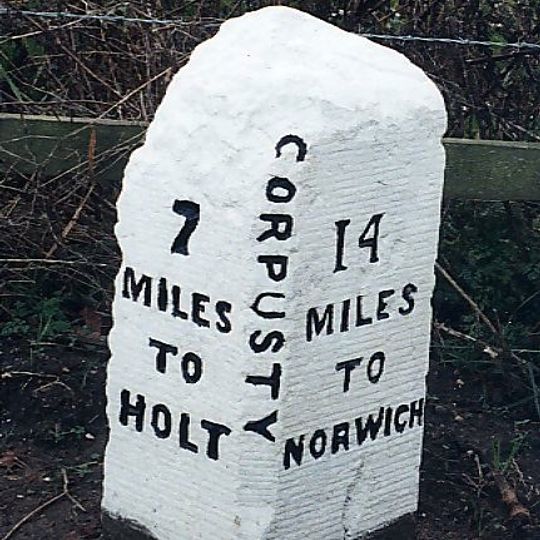 CORPUSTY
7
MILES
TO
HOLT
14
MILES
TO
NORWICH